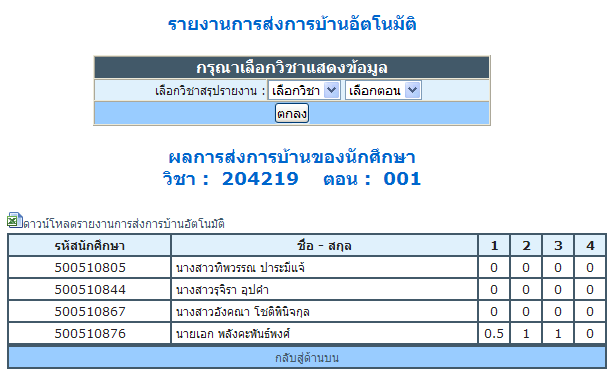 รายงานการส่งการบ้านอัตโนมัติ
กรุณาเลือกวิชาแสดงข้อมูล
เลือกวิชาสรุปรายงาน : เลือกวิชา เลือกตอน
ตกลง
ผลการส่งการบ้านของนักศึกษา
วิชา : 204219 ตอน : 001
ดาวน์โหลดรายงานการส่งการบ้านอัตโนมัติ
รหัสนักศึกษา ชื่อ - สกุล 1 2 3 4
500510805 นางสาวทิพวรรณ ปาระมีแจ้ 0 0 0 0
500510844 นางสาวรุจิรา อุปคำ 0 0 0 0
500510867 นางสาวอังคณา โชติพินิจกุล 0 0 0 0
500510876 นายเอก พลังคะพันธ์พงศ์ 0.5 1 1 0
กลับสู่ด้านบน